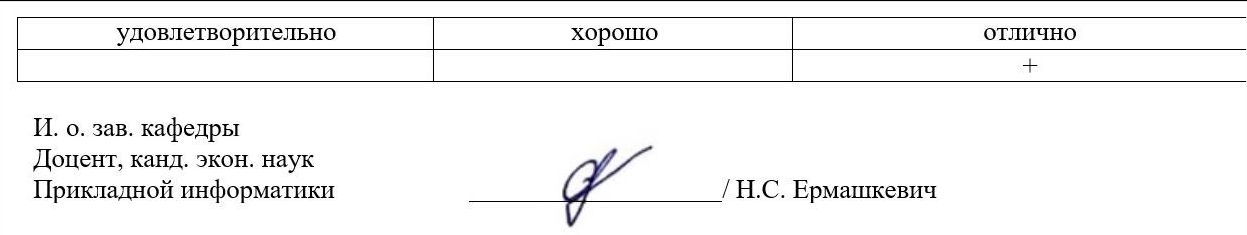 удовлетворительно хорошо отлично
+
И. о. зав. кафедры
Доцент, канд. экон. наук
Прикладной информатики / Н.С. Ермашкевич